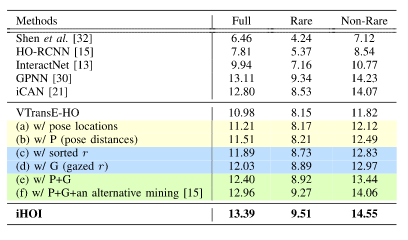 Methods Full Rare Non-Rare
Shen et al. [32] 6.46 4.24 7.12
HO-RCNN [15] 7.81 5.37 8.54
InteractNet [13] 9.94 7.16 10.77
GPNN [30] 13.11 9.34 14.23
iCAN [21] 12.80 8.53 14.07
VTransE-HO 10.98 8.15 11.82
(a) w/ pose locations 11.21 8.17 12.12
(b) w/ P (pose distances) 11.51 8.21 12.49
(c) w/ sorted r 11.89 8.73 12.83
(d) w/ G (gazed r) 12.03 8.89 12.97
(e) w/ P+G 12.40 8.92 13.44
(f) w/ P+G+an alternative mining [15] 12.96 9.27 14.06
iHOI 13.39 9.51 14.55